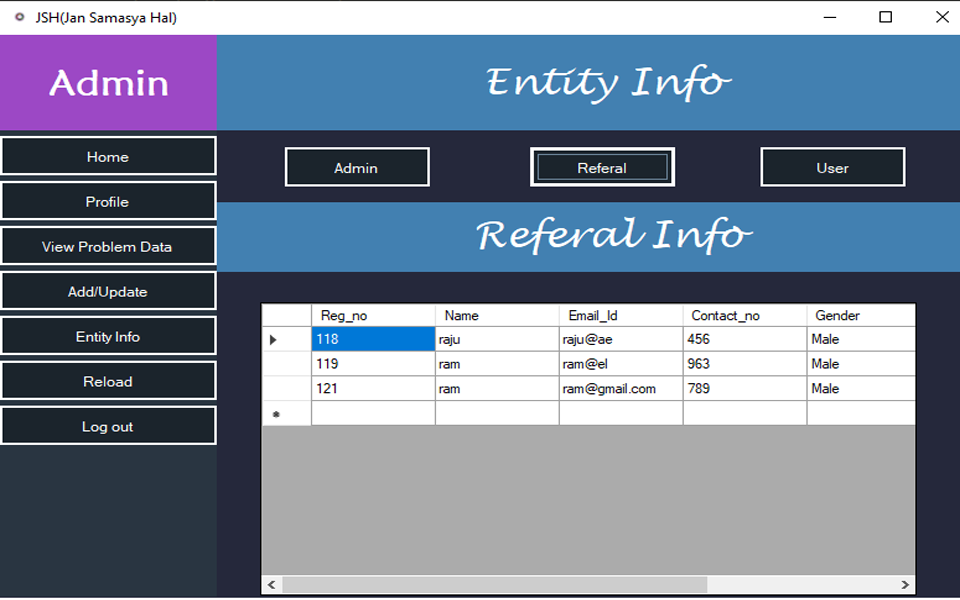 JSH(Jan Samasya Hal)
Admin
Entity Info
Home
Profile
View Problem Data
Add/Update
Entity Info
Reload
Log out
Admin Referal User
Referal Info
Reg_no Name Email_Id Contact_no Gender
118 raju raju@ae 456 Male
119 ram ram@el 963 Male
121 ram ram@gmail.com 789 Male